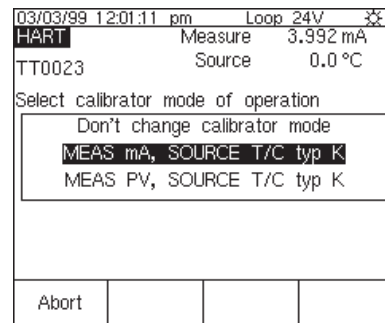 03/03/99 12:01:11 pm Loop 24V
HART Measure 3.992 mA
TT0023 Source 0.0 °C
Select calibrator mode of operation
Don't change calibrator mode
MEAS mA, SOURCE T/C typ K
MEAS PV, SOURCE T/C typ K
Abort